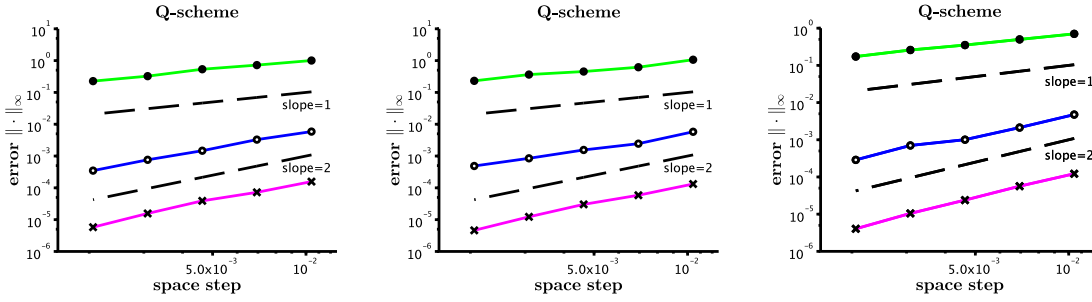 Q-scheme
10^1
10^0
10^-1
10^-2
10^-3
10^-4
10^-5
10^-6
error ‖ · ‖∞
slope=1
slope=2
5.0x10^-3
10^-2
space step
Q-scheme
10^1
10^0
10^-1
10^-2
10^-3
10^-4
10^-5
10^-6
error ‖ · ‖∞
slope=1
slope=2
5.0x10^-3
10^-2
space step
Q-scheme
10^0
10^-1
10^-2
10^-3
10^-4
10^-5
10^-6
error ‖ · ‖∞
slope=1
slope=2
5.0x10^-3
10^-2
space step